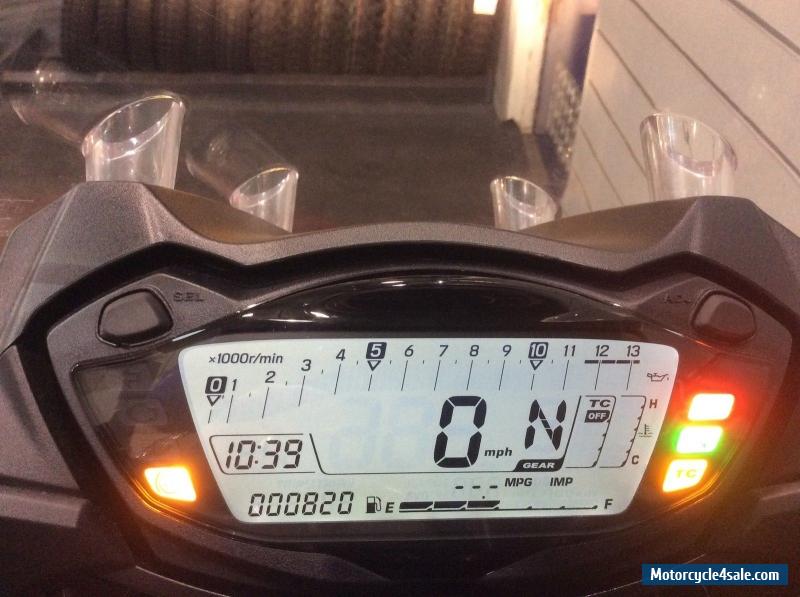 SEL
ADJ
x1000r/min
0 1 2 3 4 5 6 7 8 9 10 11 12 13
TC
OFF
H
C
0 mph
N
GEAR
10:39
--- MPG IMP
000820
E F
TC
Motorcycle4sale.com